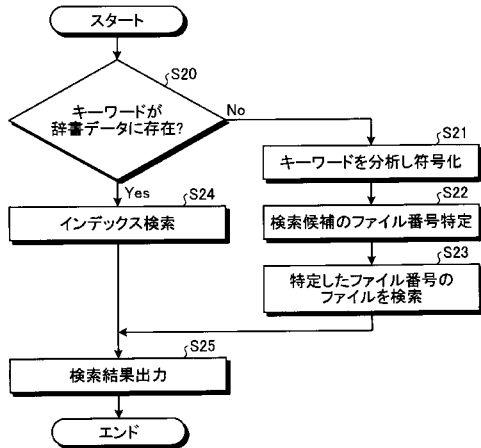 スタート
S20
キーワードが
辞書データに存在?
No
S21
キーワードを分析し符号化
Yes
S24
インデックス検索
S22
検索候補のファイル番号特定
S23
特定したファイル番号の
ファイルを検索
S25
検索結果出力
エンド